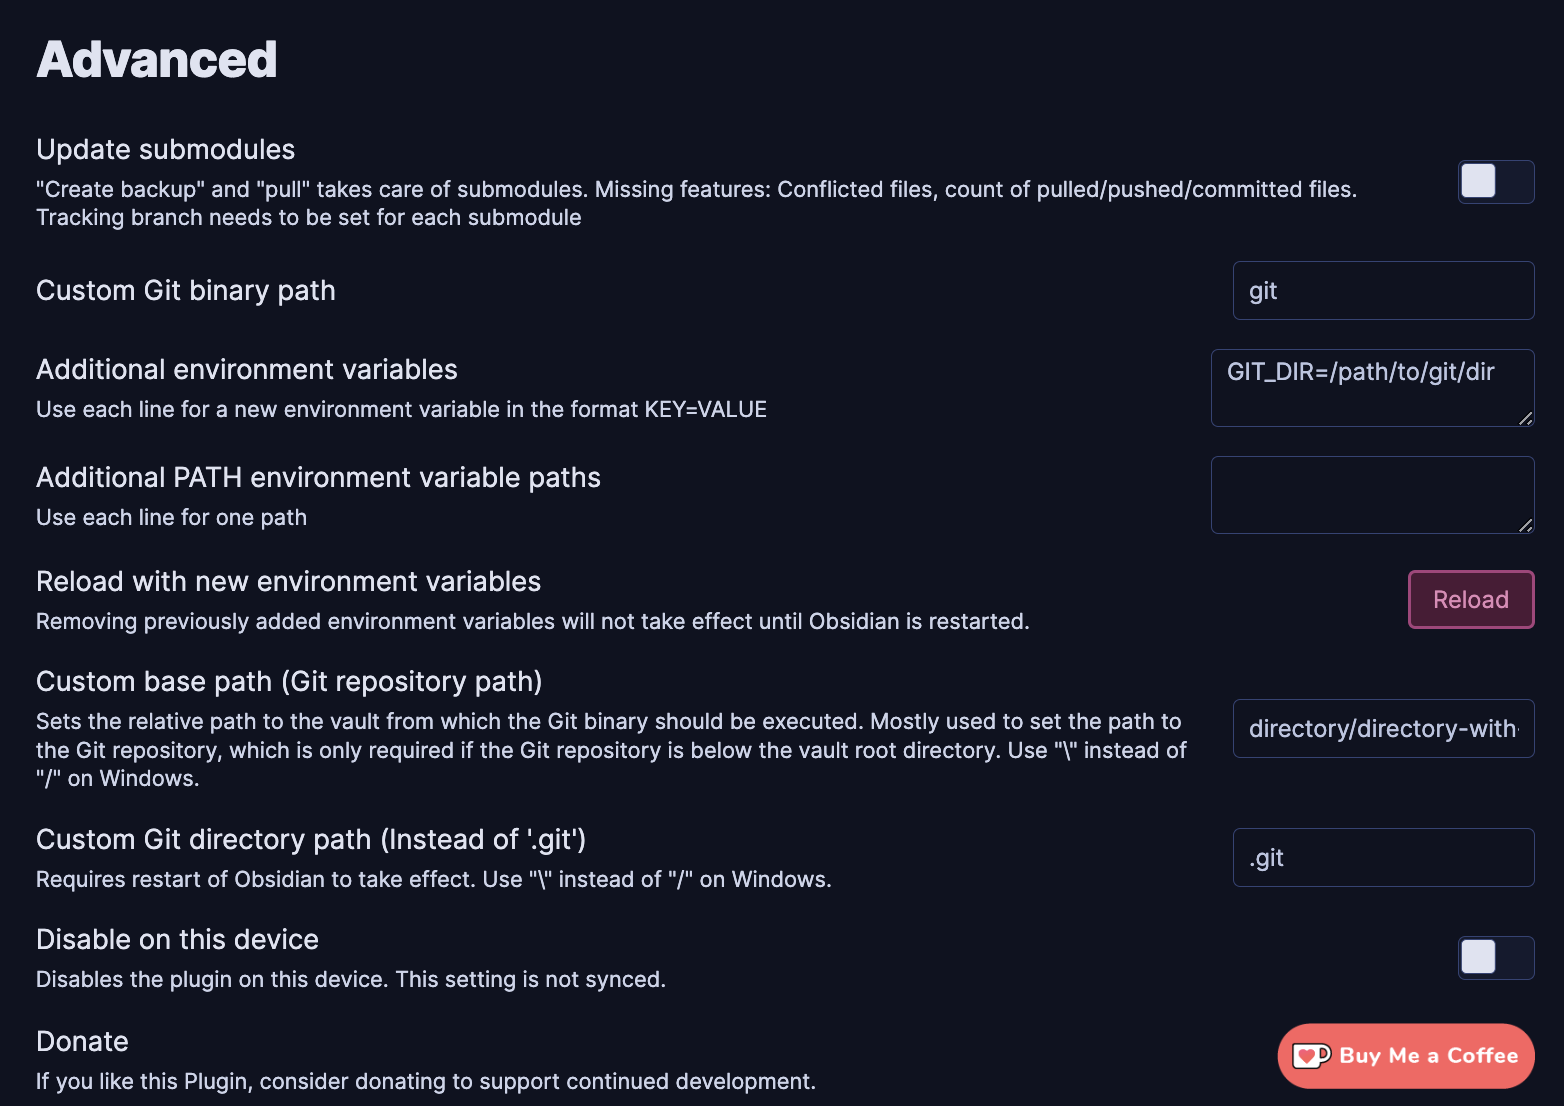 Advanced
Update submodules
"Create backup" and "pull" takes care of submodules. Missing features: Conflicted files, count of pulled/pushed/committed files.
Tracking branch needs to be set for each submodule
Custom Git binary path
git
Additional environment variables
Use each line for a new environment variable in the format KEY=VALUE
GIT_DIR=/path/to/git/dir
Additional PATH environment variable paths
Use each line for one path
Reload with new environment variables
Removing previously added environment variables will not take effect until Obsidian is restarted.
Reload
Custom base path (Git repository path)
Sets the relative path to the vault from which the Git binary should be executed. Mostly used to set the path to
the Git repository, which is only required if the Git repository is below the vault root directory. Use "\" instead of
"/" on Windows.
directory/directory-with-
Custom Git directory path (Instead of '.git')
Requires restart of Obsidian to take effect. Use "\" instead of "/" on Windows.
.git
Disable on this device
Disables the plugin on this device. This setting is not synced.
Donate
If you like this Plugin, consider donating to support continued development.
Buy Me a Coffee